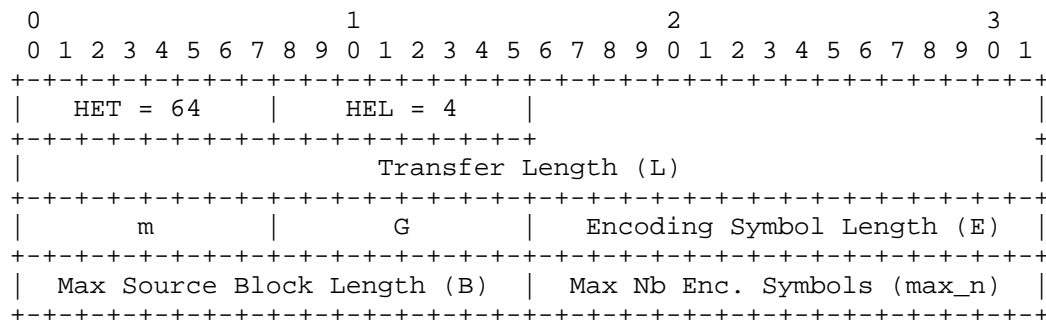 0                   1                   2                   3
 0 1 2 3 4 5 6 7 8 9 0 1 2 3 4 5 6 7 8 9 0 1 2 3 4 5 6 7 8 9 0 1
+-+-+-+-+-+-+-+-+-+-+-+-+-+-+-+-+-+-+-+-+-+-+-+-+-+-+-+-+-+-+-+-+
|   HET = 64    |    HEL = 4    |                               |
+-+-+-+-+-+-+-+-+-+-+-+-+-+-+-+-+                               +
|                      Transfer Length (L)                      |
+-+-+-+-+-+-+-+-+-+-+-+-+-+-+-+-+-+-+-+-+-+-+-+-+-+-+-+-+-+-+-+-+
|       m       |       G       |   Encoding Symbol Length (E)  |
+-+-+-+-+-+-+-+-+-+-+-+-+-+-+-+-+-+-+-+-+-+-+-+-+-+-+-+-+-+-+-+-+
|  Max Source Block Length (B)  |  Max Nb Enc. Symbols (max_n)  |
+-+-+-+-+-+-+-+-+-+-+-+-+-+-+-+-+-+-+-+-+-+-+-+-+-+-+-+-+-+-+-+-+